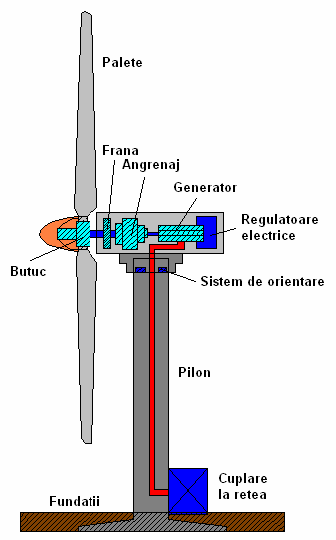 Palete
Frana
Angrenaj
Generator
Regulatoare
electrice
Butuc
Sistem de orientare
Pilon
Cuplare
la retea
Fundatii